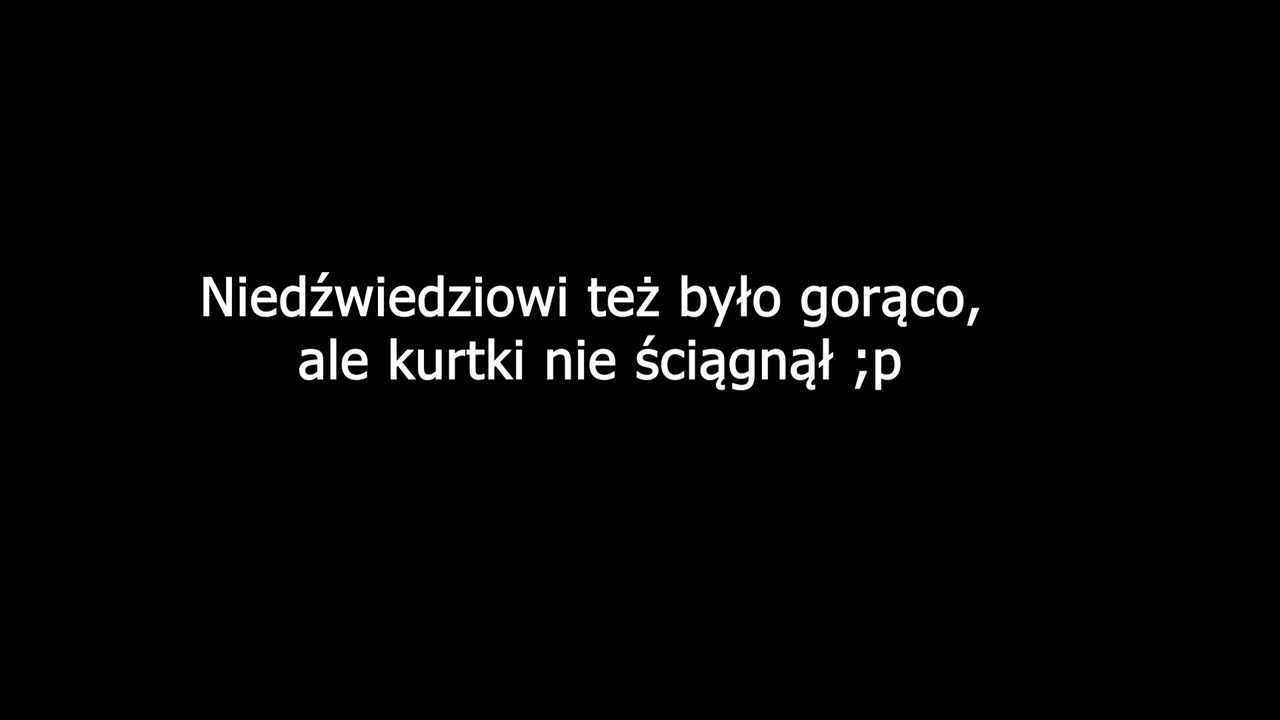 Niedźwiedziowi też było gorąco,
ale kurtki nie ściągnął ;p